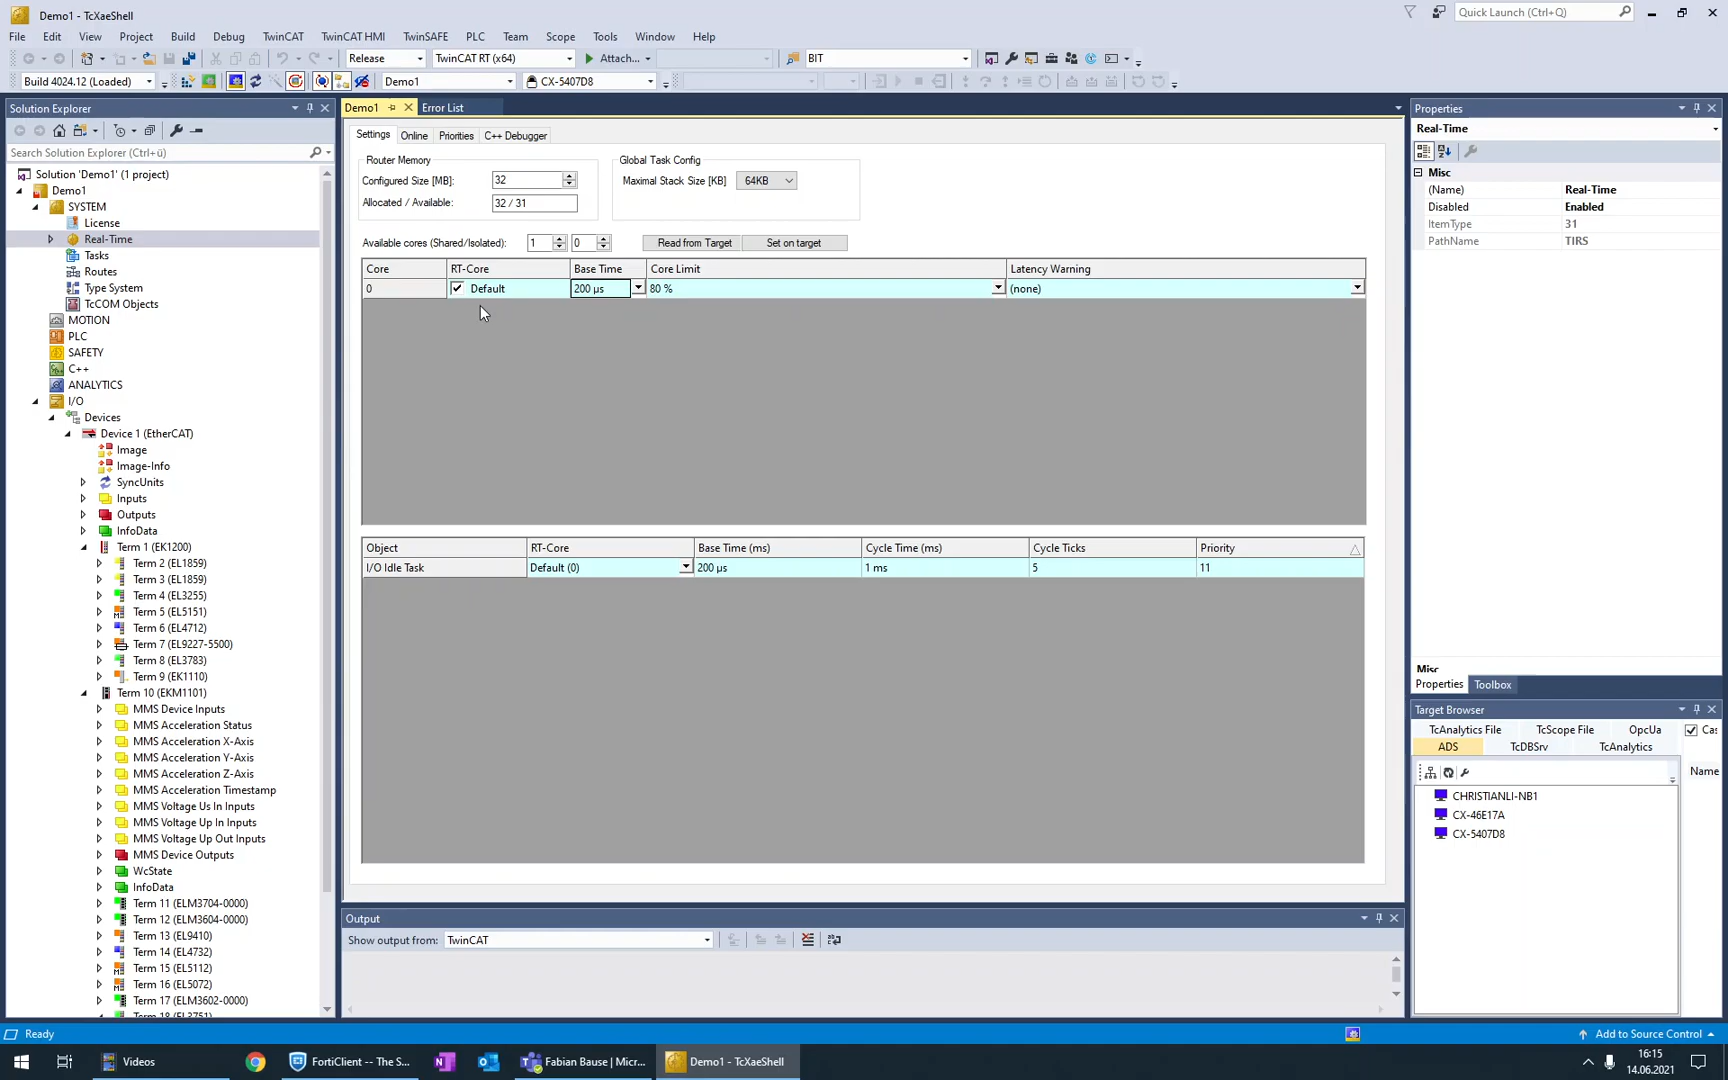 Demo1 - TcXaeShell
Quick Launch (Ctrl+Q)
File Edit View Project Build Debug TwinCAT TwinCAT HMI TwinSAFE PLC Team Scope Tools Window Help
Release TwinCAT RT (x64) Attach... BIT
Build 4024.12 (Loaded) Demo1 CX-5407D8
Solution Explorer
Search Solution Explorer (Ctrl+ü)
Solution 'Demo1' (1 project)
Demo1
SYSTEM
License
Real-Time
Tasks
Routes
Type System
TcCOM Objects
MOTION
PLC
SAFETY
C++
ANALYTICS
I/O
Devices
Device 1 (EtherCAT)
Image
Image-Info
SyncUnits
Inputs
Outputs
InfoData
Term 1 (EK1200)
Term 2 (EL1859)
Term 3 (EL1859)
Term 4 (EL3255)
Term 5 (EL5151)
Term 6 (EL4712)
Term 7 (EL9227-5500)
Term 8 (EL3783)
Term 9 (EK1110)
Term 10 (EKM1101)
MMS Device Inputs
MMS Acceleration Status
MMS Acceleration X-Axis
MMS Acceleration Y-Axis
MMS Acceleration Z-Axis
MMS Acceleration Timestamp
MMS Voltage Us In Inputs
MMS Voltage Up In Inputs
MMS Voltage Up Out Inputs
MMS Device Outputs
WcState
InfoData
Term 11 (ELM3704-0000)
Term 12 (ELM3604-0000)
Term 13 (EL9410)
Term 14 (EL4732)
Term 15 (EL5112)
Term 16 (EL5072)
Term 17 (ELM3602-0000)
Term 18 (EL3751)
Demo1 Error List
Settings Online Priorities C++ Debugger
Router Memory
Configured Size [MB]: 32
Allocated / Available: 32 / 31
Global Task Config
Maximal Stack Size [KB] 64KB
Available cores (Shared/Isolated): 1 0 Read from Target Set on target
Core RT-Core Base Time Core Limit Latency Warning
0 Default 200 µs 80 % (none)
Object RT-Core Base Time (ms) Cycle Time (ms) Cycle Ticks Priority
I/O Idle Task Default (0) 200 µs 1 ms 5 11
Output
Show output from: TwinCAT
Properties
Real-Time
Misc
(Name) Real-Time
Disabled Enabled
ItemType 31
PathName TIRS
Misc
Properties Toolbox
Target Browser
TcAnalytics File TcScope File OpcUa Cas
ADS TcDBSrv TcAnalytics
Name
CHRISTIANLI-NB1
CX-46E17A
CX-5407D8
Ready
Add to Source Control
Videos FortiClient -- The S... Fabian Bause | Micr... Demo1 - TcXaeShell
16:15
14.06.2021